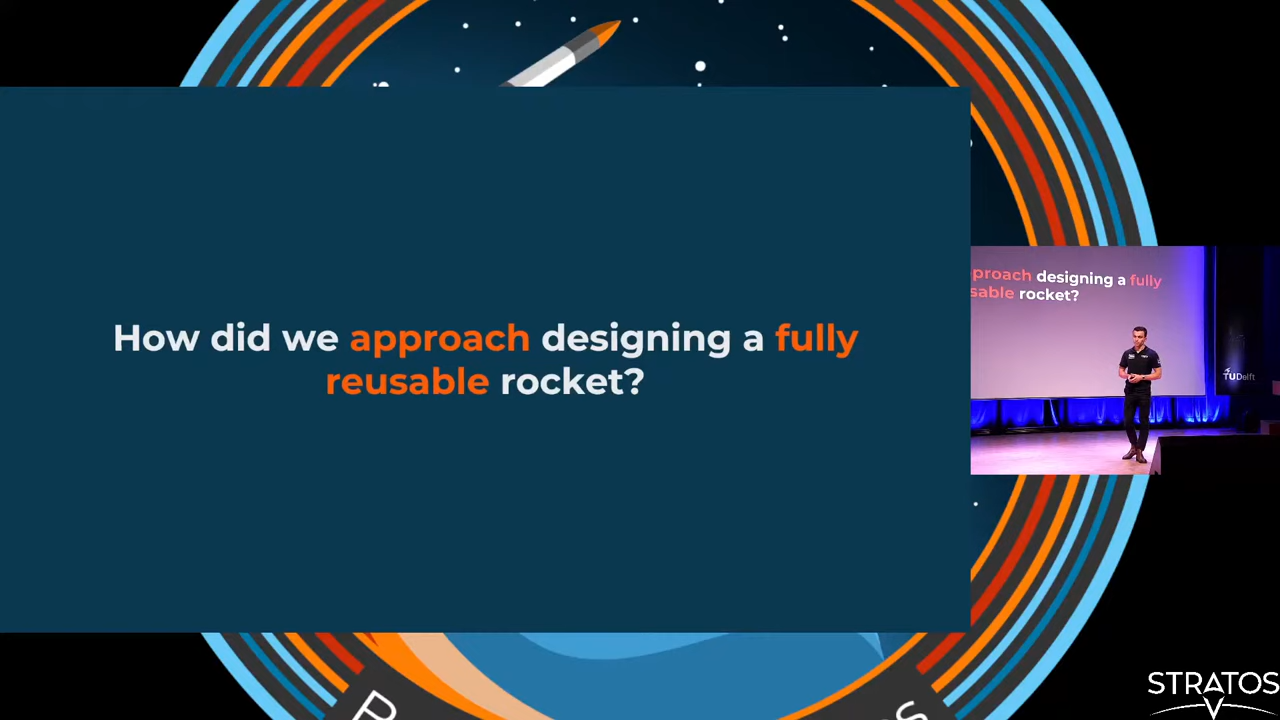 How did we approach designing a fully
reusable rocket?
proach designing a fully
sable rocket?
TUDelft
STRATOS